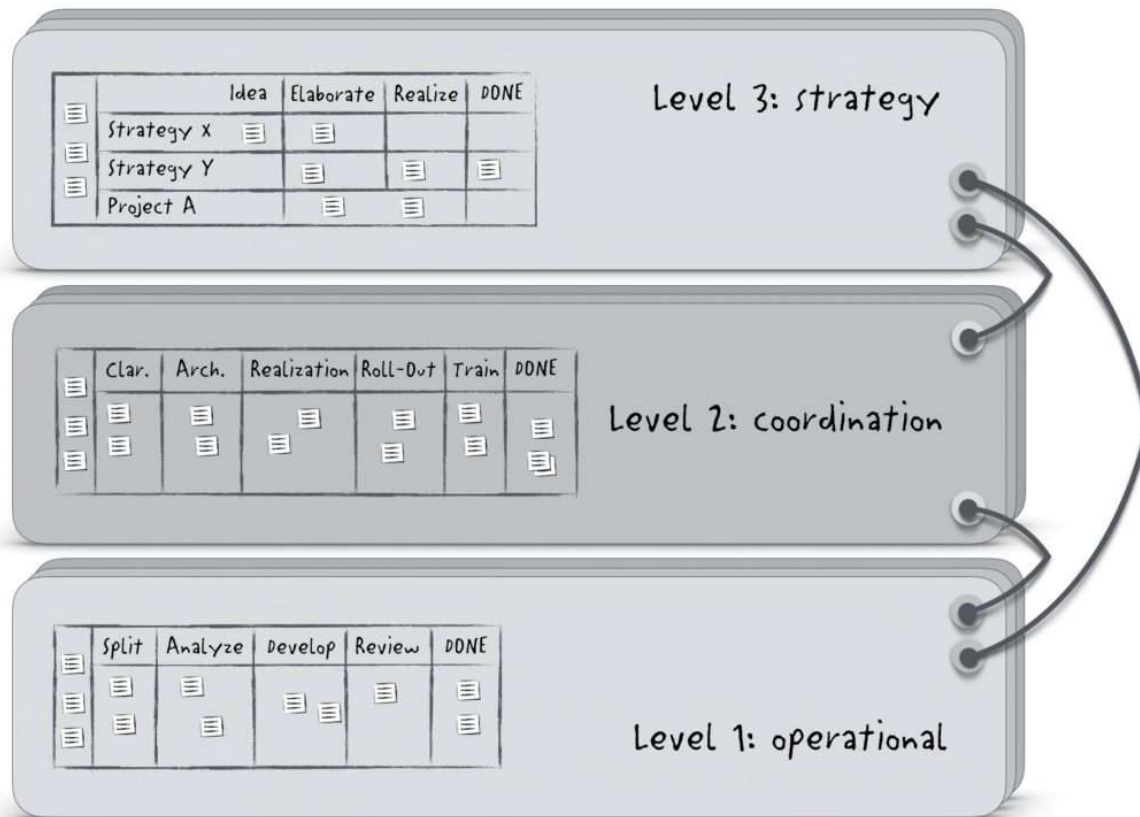 Level 3: strategy
Idea Elaborate Realize DONE
Strategy X
Strategy Y
Project A
Level 2: coordination
Clar. Arch. Realization Roll-Out Train DONE
Level 1: operational
Split Analyze Develop Review DONE